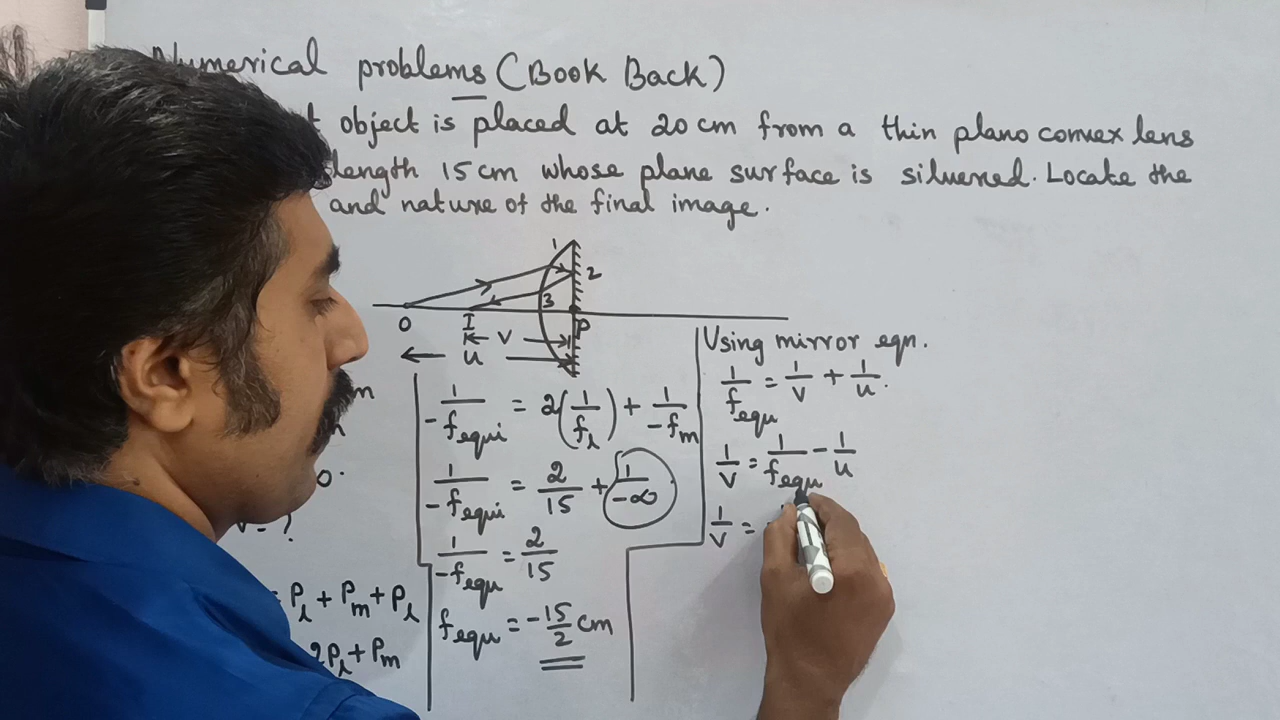 Numerical problems (Book Back)
object is placed at 20 cm from a thin plano convex lens
length 15 cm whose plane surface is silvered. Locate the
and nature of the final image.
1
2
3
O
I
P
V
u
m
0.
V = ?
= P_l + P_m + P_l
2P_l + P_m
1/-f_equi = 2(1/f_l) + 1/-f_m
1/-f_equi = 2/15 + 1/-∞
1/-f_equ = 2/15
f_equ = -15/2 cm
Using mirror eqn.
1/f_equ = 1/v + 1/u.
1/v = 1/f_equ - 1/u
1/v =